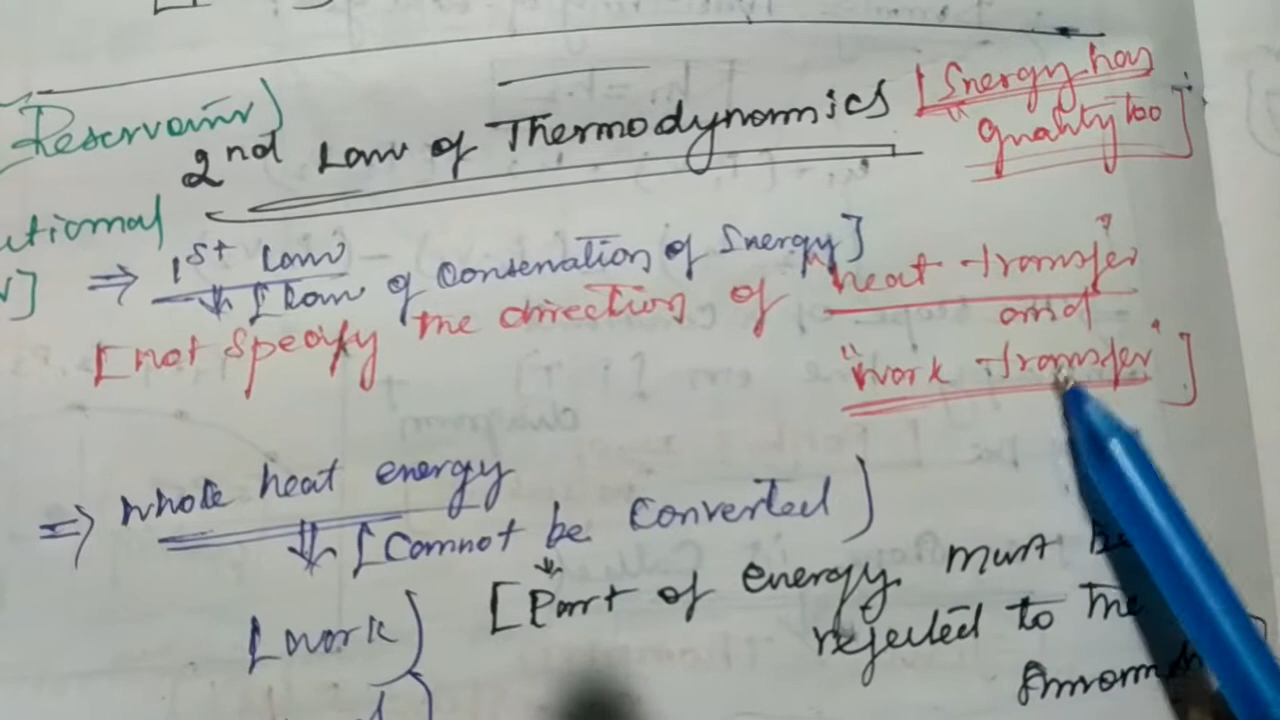 Reservoir)
2nd Law of Thermodynamics [Energy has
quality too]
utional
⇒ 1st Law
[Law of Conservation of Energy]
[not specify the direction of "heat transfer"
and
"work transfer"]
⇒ Whole heat energy
[Cannot be Converted)
[work)
[Part of energy must be
rejected to the